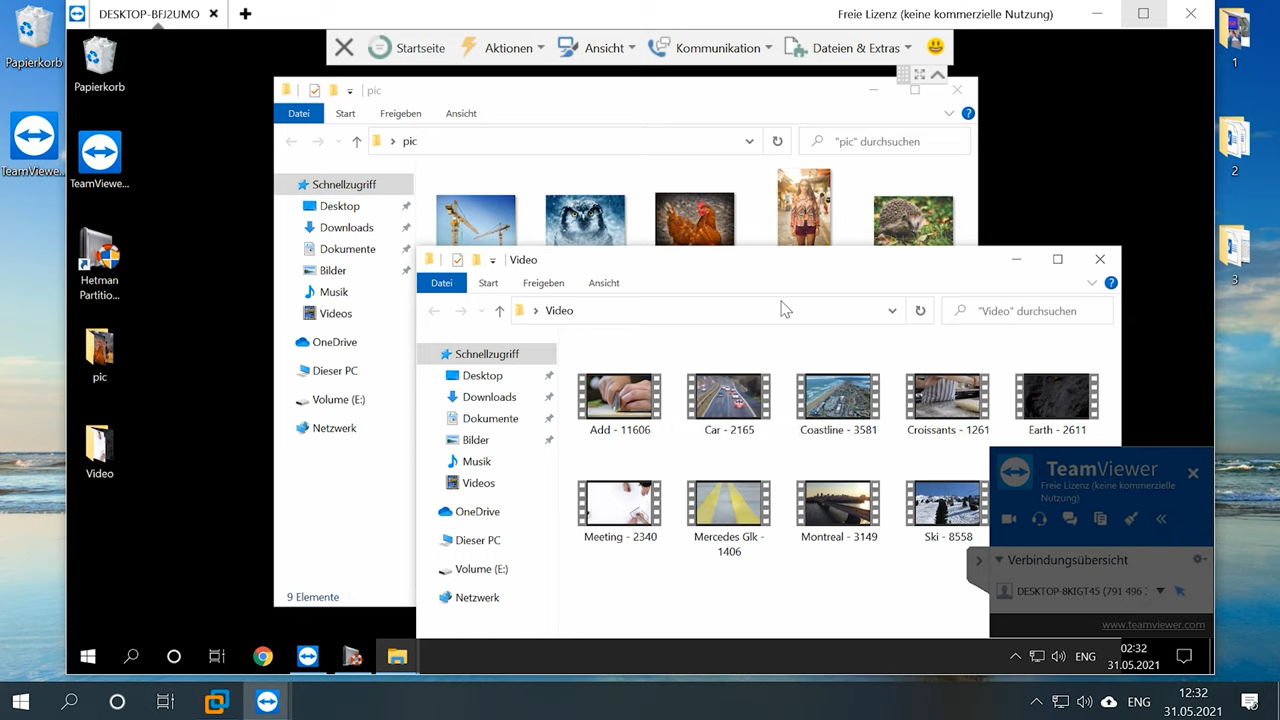 DESKTOP-BFJ2UMO
Freie Lizenz (keine kommerzielle Nutzung)
Papierkorb
TeamViewe...
1
2
3
Startseite
Aktionen
Ansicht
Kommunikation
Dateien & Extras
Papierkorb
TeamViewe...
Hetman
Partitio...
pic
Video
pic
Datei
Start
Freigeben
Ansicht
pic
"pic" durchsuchen
Schnellzugriff
Desktop
Downloads
Dokumente
Bilder
Musik
Videos
OneDrive
Dieser PC
Volume (E:)
Netzwerk
9 Elemente
Video
Datei
Start
Freigeben
Ansicht
Video
"Video" durchsuchen
Schnellzugriff
Desktop
Downloads
Dokumente
Bilder
Musik
Videos
OneDrive
Dieser PC
Volume (E:)
Netzwerk
Add - 11606
Car - 2165
Coastline - 3581
Croissants - 1261
Earth - 2611
Meeting - 2340
Mercedes Glk -
1406
Montreal - 3149
Ski - 8558
TeamViewer
Freie Lizenz (keine kommerzielle
Nutzung)
Verbindungsübersicht
DESKTOP-8KIGT45 (791 496
www.teamviewer.com
ENG
02:32
31.05.2021
ENG
12:32
31.05.2021